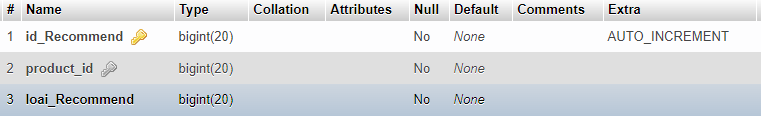 # Name Type Collation Attributes Null Default Comments Extra
1 id_Recommend bigint(20) No None AUTO_INCREMENT
2 product_id bigint(20) No None
3 loai_Recommend bigint(20) No None